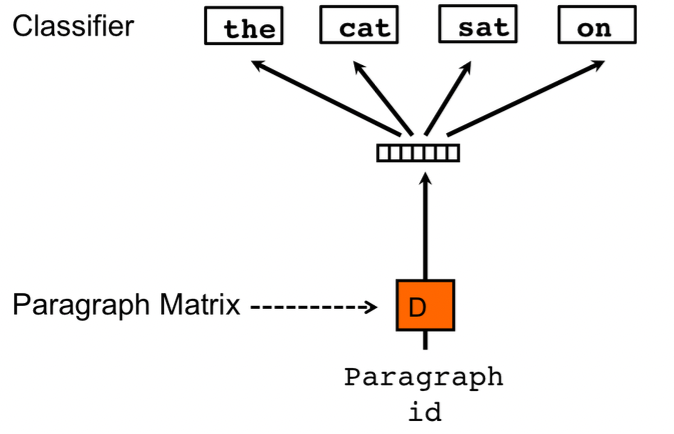 Classifier the cat sat on
Paragraph Matrix D
Paragraph
id